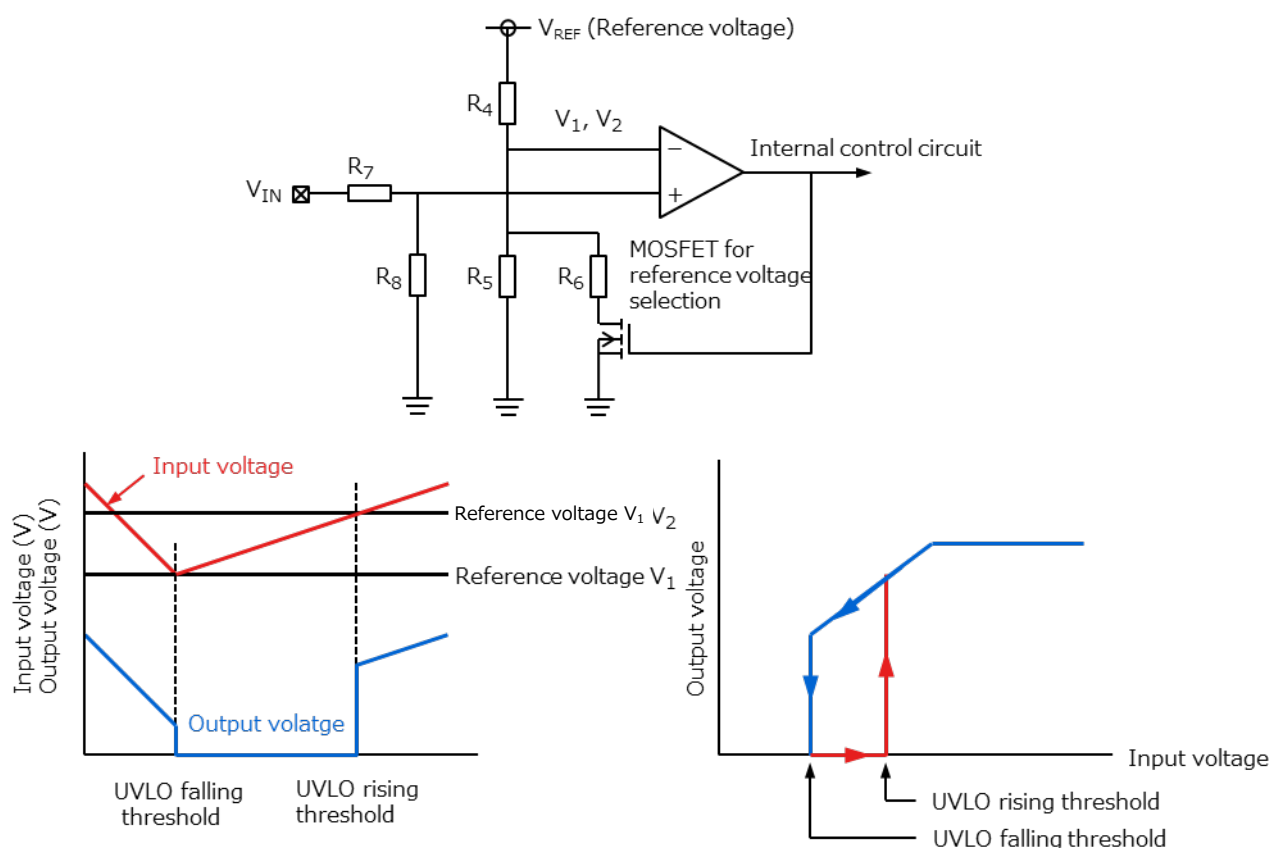 V_REF (Reference voltage)
R4
V1, V2
Internal control circuit
R7
VIN
−
+
MOSFET for
reference voltage
selection
R8
R5
R6
Input voltage
Reference voltage V1 V2
Reference voltage V1
Input voltage (V)
Output voltage (V)
Output volatge
UVLO falling
threshold
UVLO rising
threshold
Output voltage
Input voltage
UVLO rising threshold
UVLO falling threshold